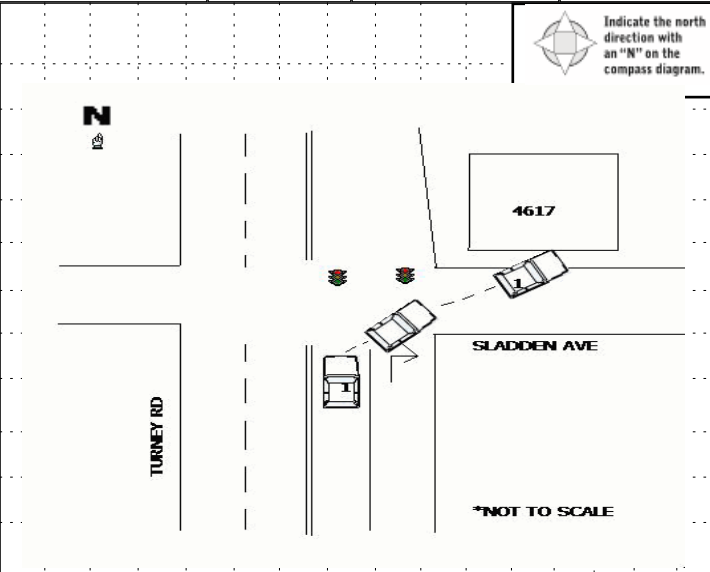 Indicate the north
direction with
an "N" on the
compass diagram.
N
4617
1
SLADDEN AVE
1
TURNEY RD
*NOT TO SCALE